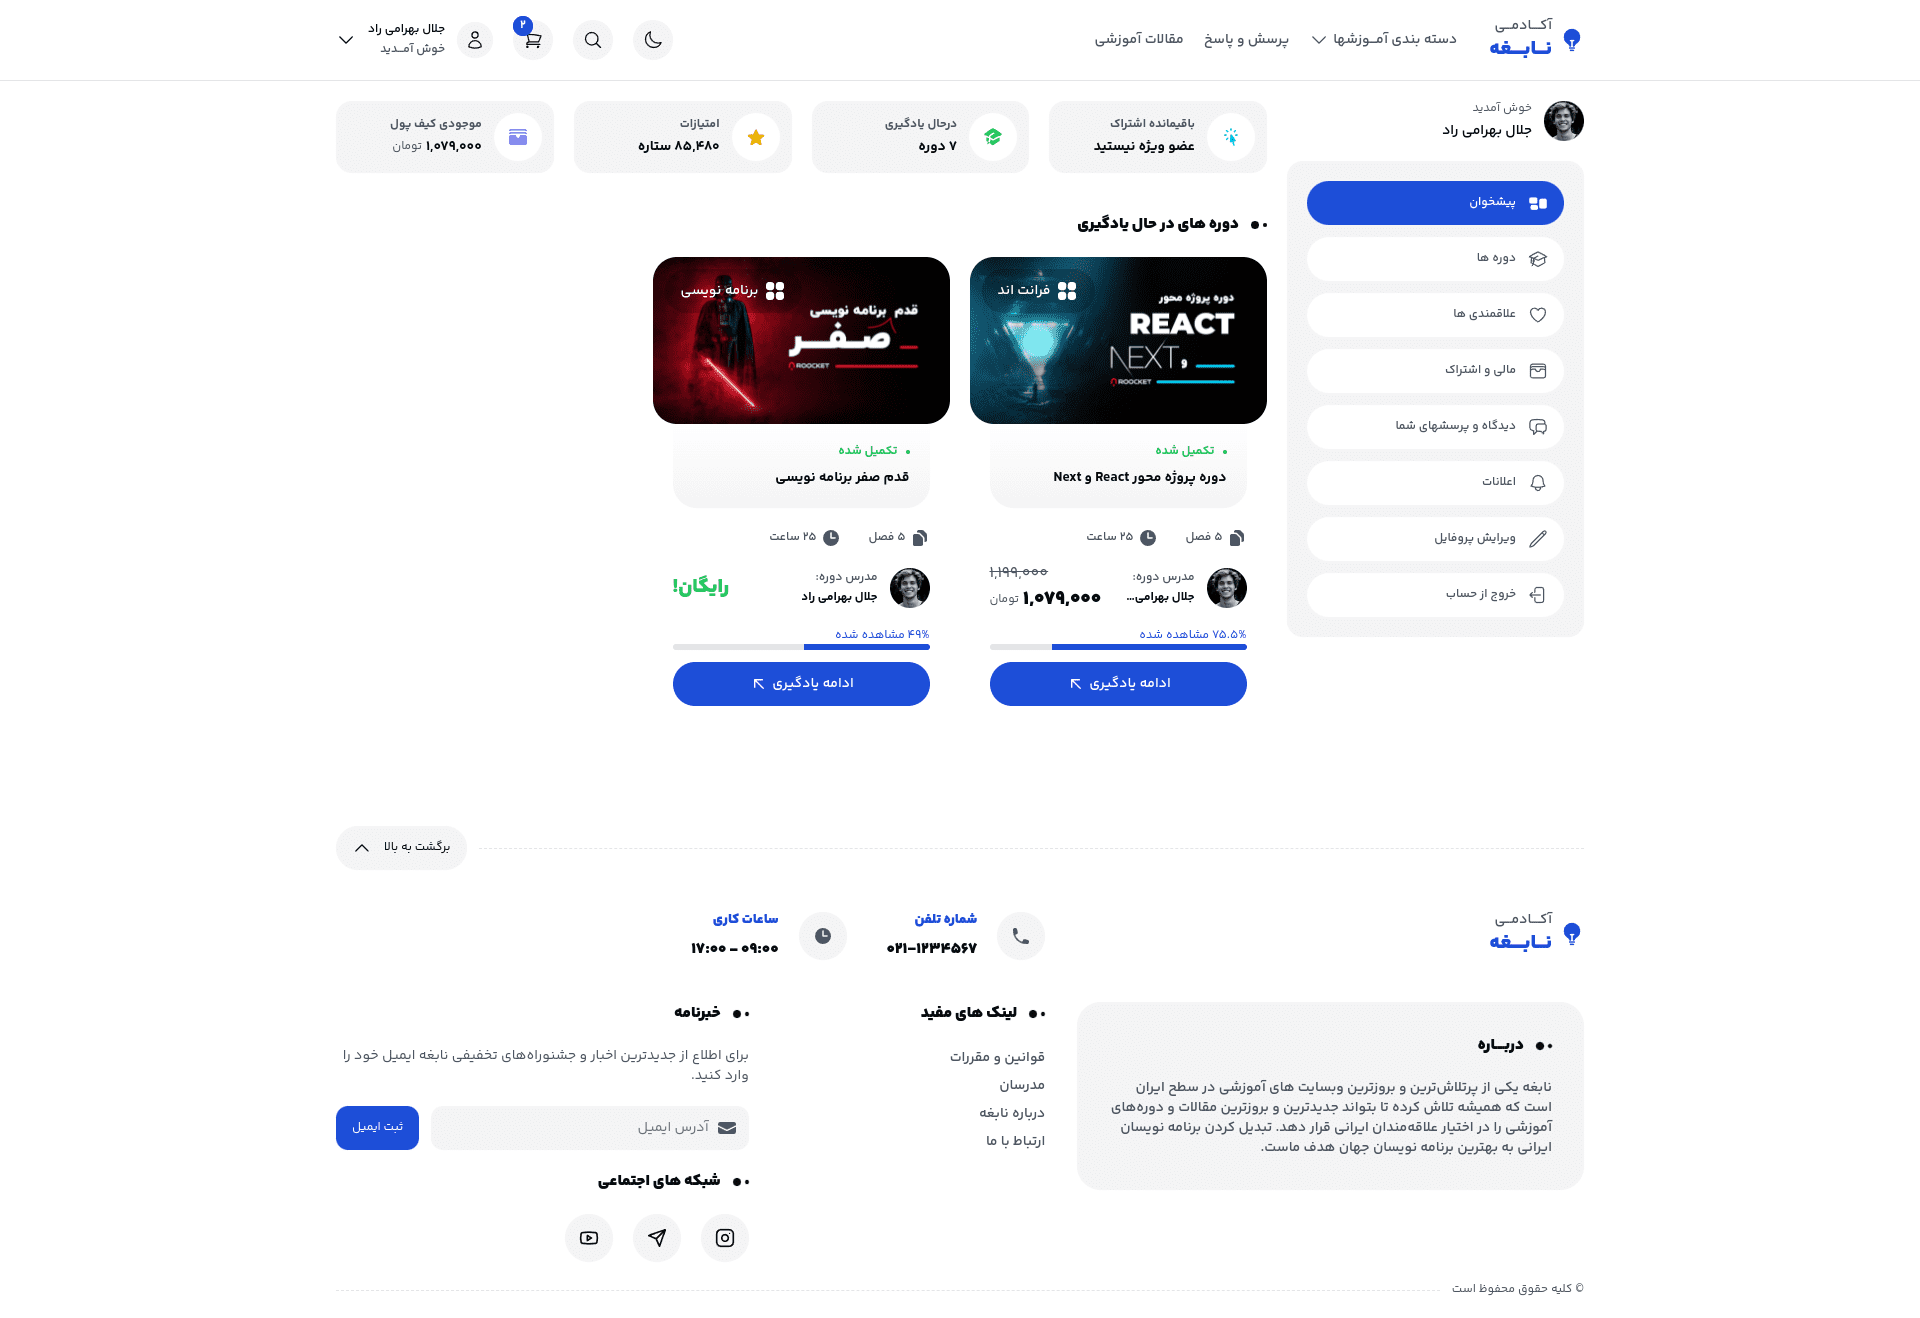 آکـــادمـــی
نـــابـــغه
دسته بندی آمـــوزشها
پرسش و پاسخ
مقالات آموزشی
۲
جلال بهرامی راد
خوش آمـــدید
خوش آمدید
جلال بهرامی راد
پیشخوان
دوره ها
علاقمندی ها
مالی و اشتراک
دیدگاه و پرسشهای شما
اعلانات
ویرایش پروفایل
خروج از حساب
باقیمانده اشتراک
عضو ویژه نیستید
درحال یادگیری
۷ دوره
امتیازات
۸۵,۴۸۰ ستاره
موجودی کیف پول
۱,۰۷۹,۰۰۰ تومان
دوره های در حال یادگیری
فرانت اند
دوره پروژه محور
REACT
و NEXT
ROOCKET
تکمیل شده
دوره پروژه محور React و Next
۵ فصل
۲۵ ساعت
مدرس دوره:
جلال بهرامی...
۱,۱۹۹,۰۰۰
۱,۰۷۹,۰۰۰ تومان
۷۵.۵% مشاهده شده
ادامه یادگیری
برنامه نویسی
قدم برنامه نویسی
صـفـــر
ROOCKET
تکمیل شده
قدم صفر برنامه نویسی
۵ فصل
۲۵ ساعت
مدرس دوره:
جلال بهرامی راد
رایگان!
۴۹% مشاهده شده
ادامه یادگیری
برگشت به بالا
آکـــادمـــی
نـــابـــغه
شماره تلفن
۰۲۱-۱۲۳۴۵۶۷
ساعات کاری
۰۹:۰۰ - ۱۷:۰۰
دربـــاره
نابغه یکی از پرتلاش‌ترین و بروزترین وبسایت های آموزشی در سطح ایران
است که همیشه تلاش کرده تا بتواند جدیدترین و بروزترین مقالات و دوره‌های
آموزشی را در اختیار علاقه‌مندان ایرانی قرار دهد. تبدیل کردن برنامه نویسان
ایرانی به بهترین برنامه نویسان جهان هدف ماست.
لینک های مفید
قوانین و مقررات
مدرسان
درباره نابغه
ارتباط با ما
خبرنامه
برای اطلاع از جدیدترین اخبار و جشنوراه‌های تخفیفی نابغه ایمیل خود را
وارد کنید.
آدرس ایمیل
ثبت ایمیل
شبکه های اجتماعی
© کلیه حقوق محفوظ است